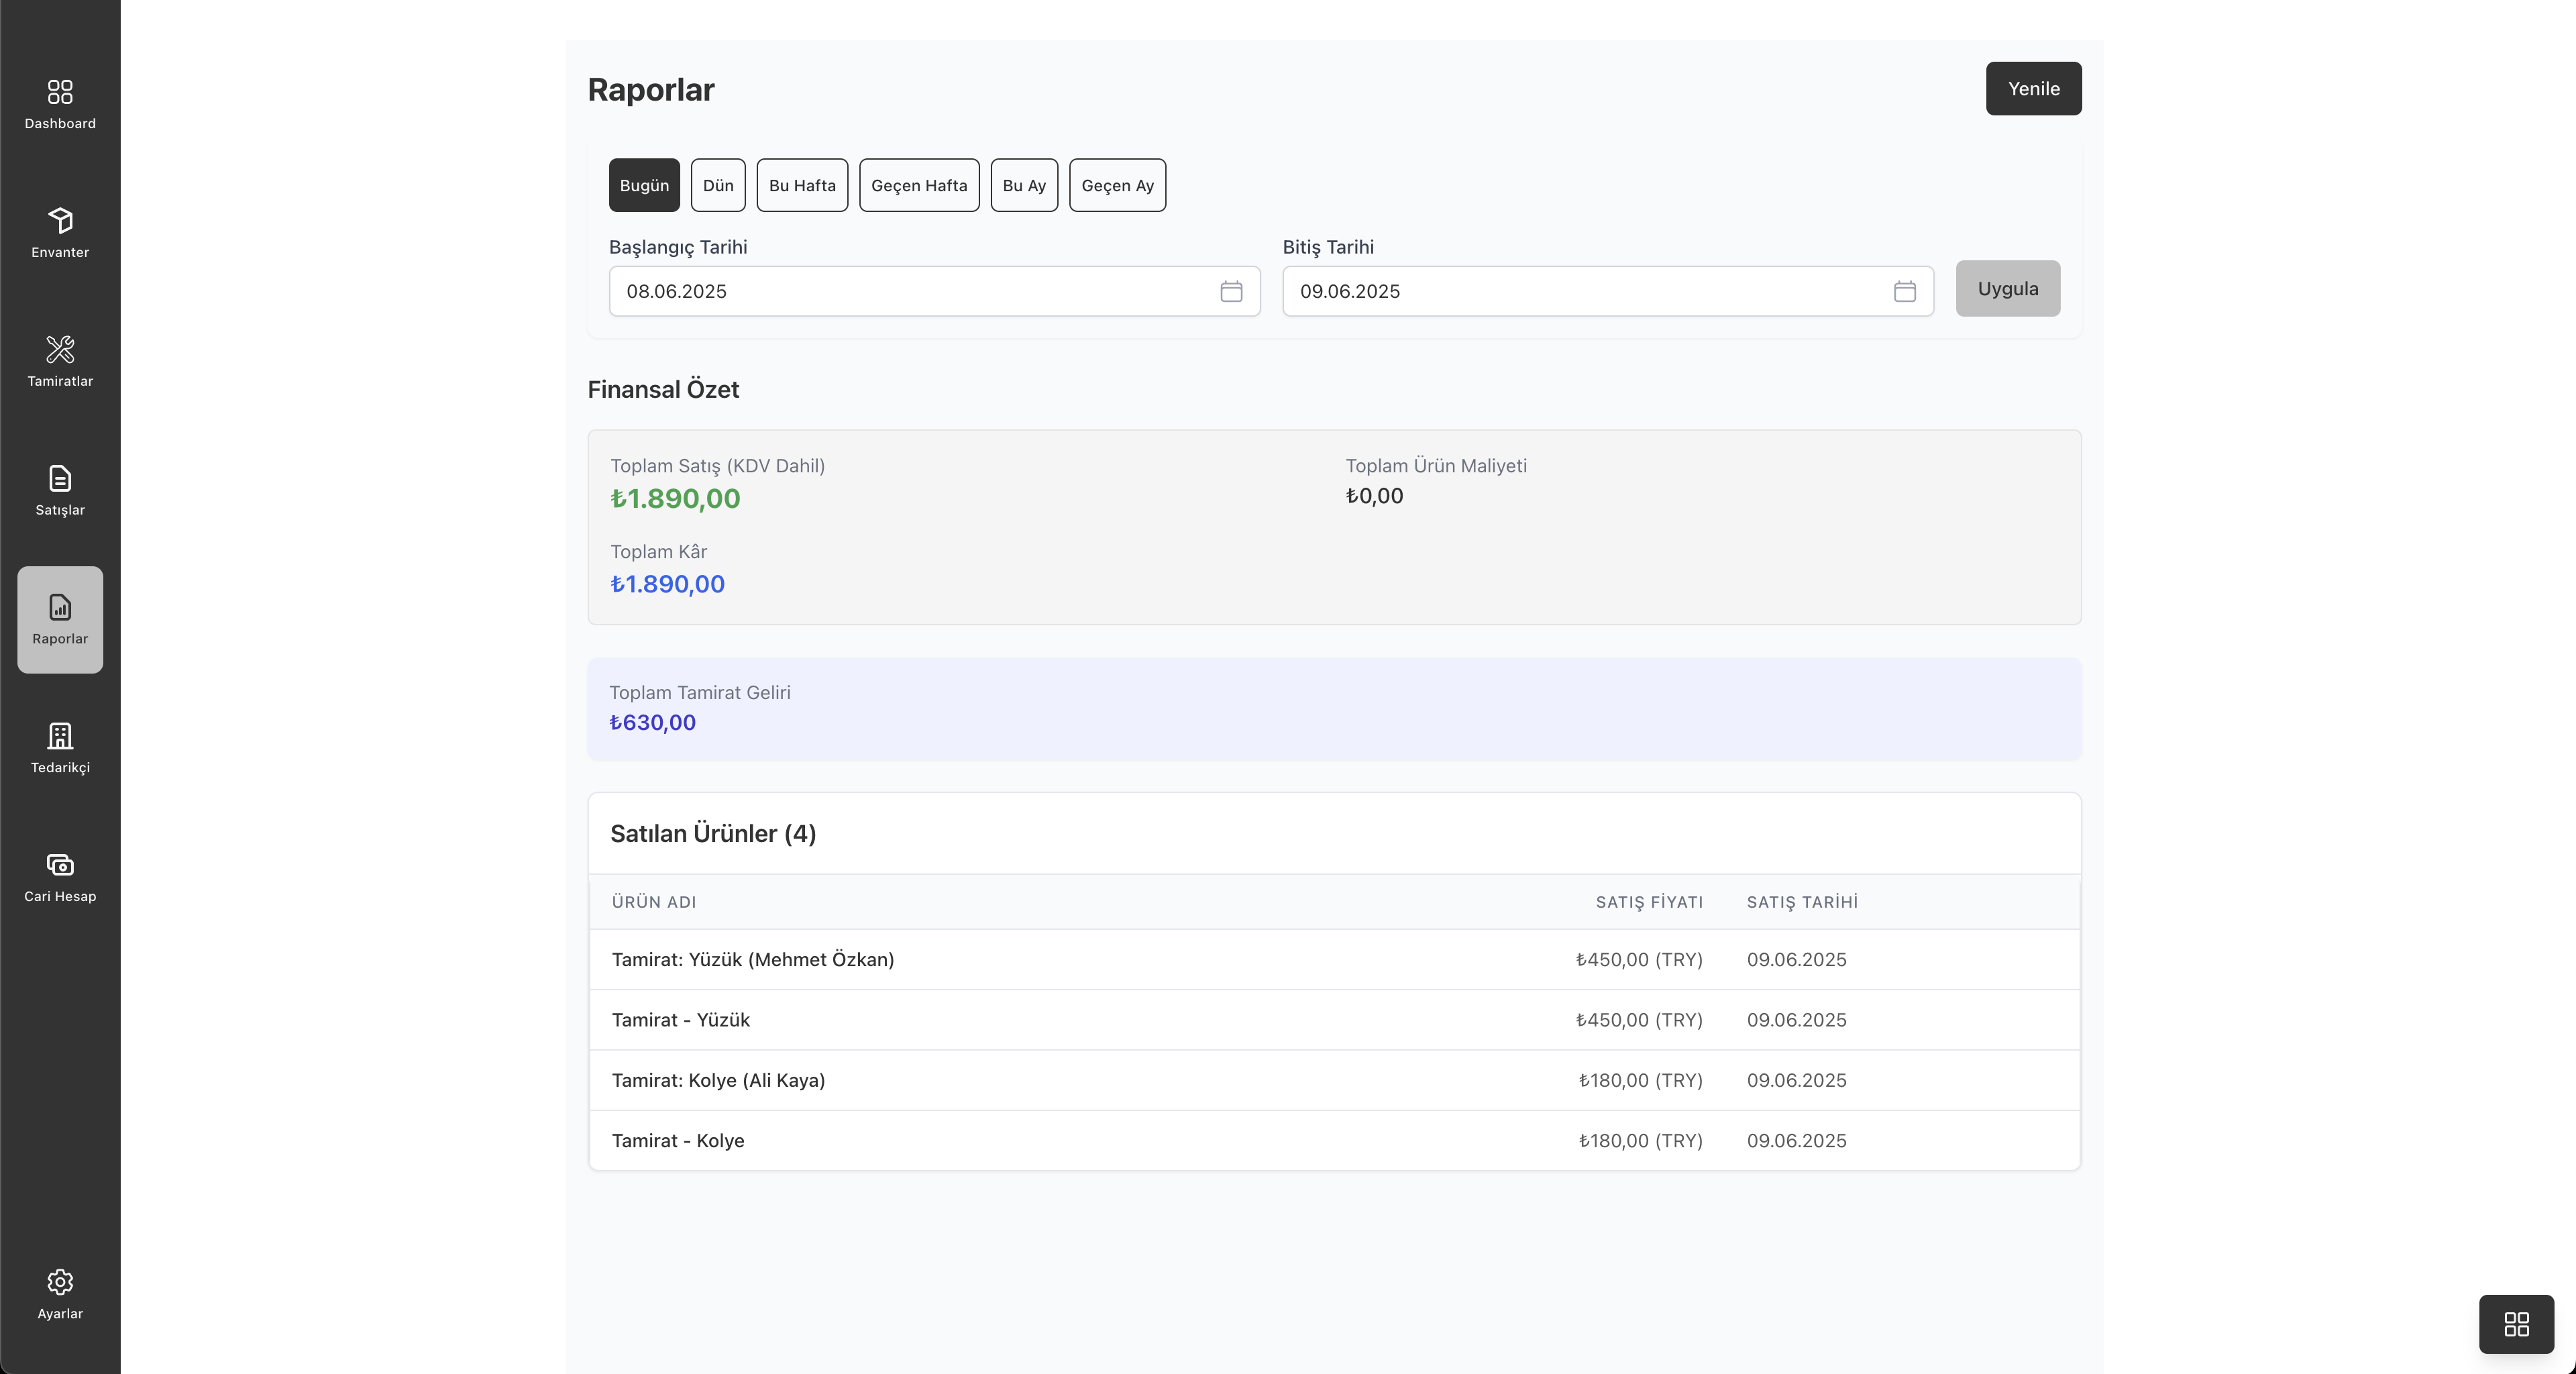 Dashboard
Envanter
Tamiratlar
Satışlar
Raporlar
Tedarikçi
Cari Hesap
Ayarlar
Raporlar
Yenile
Bugün Dün Bu Hafta Geçen Hafta Bu Ay Geçen Ay
Başlangıç Tarihi Bitiş Tarihi
08.06.2025 09.06.2025 Uygula
Finansal Özet
Toplam Satış (KDV Dahil) Toplam Ürün Maliyeti
₺1.890,00 ₺0,00
Toplam Kâr
₺1.890,00
Toplam Tamirat Geliri
₺630,00
Satılan Ürünler (4)
ÜRÜN ADI SATIŞ FİYATI SATIŞ TARİHİ
Tamirat: Yüzük (Mehmet Özkan) ₺450,00 (TRY) 09.06.2025
Tamirat - Yüzük ₺450,00 (TRY) 09.06.2025
Tamirat: Kolye (Ali Kaya) ₺180,00 (TRY) 09.06.2025
Tamirat - Kolye ₺180,00 (TRY) 09.06.2025